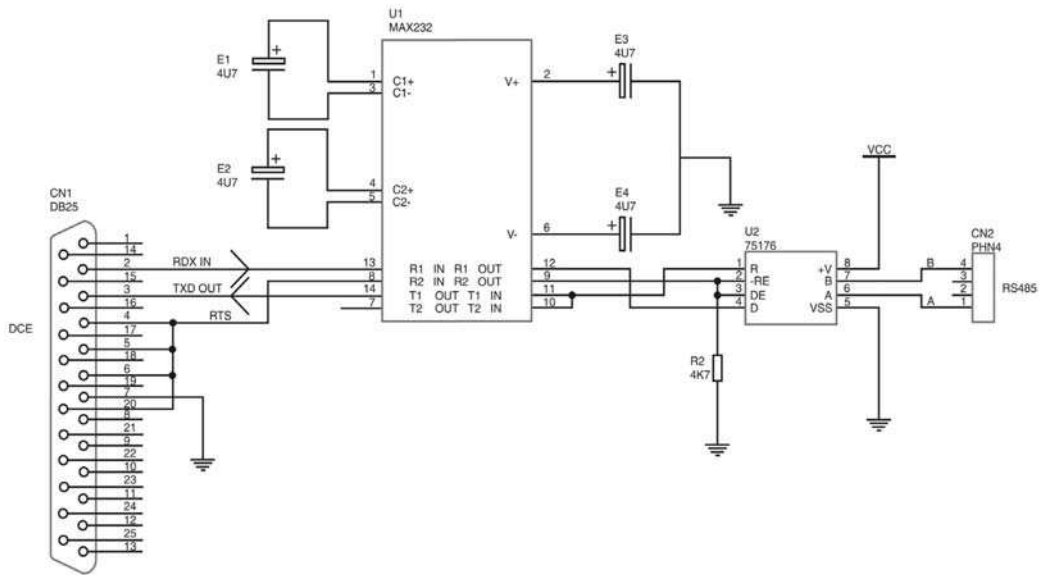 U1
MAX232
E1
4U7
+
1 C1+
3 C1-
V+ 2
E3
4U7
+
E2
4U7
+
4 C2+
5 C2-
E4
4U7
+
V- 6
VCC
CN1
DB25
DCE
1
14
2 RDX IN
15
3 TXD OUT
16
4 RTS
17
5
18
6
19
7
20
8
21
9
22
10
23
11
24
12
25
13
13 R1 IN R1 OUT 12
8 R2 IN R2 OUT 9
14 T1 OUT T1 IN 11
7 T2 OUT T2 IN 10
U2
75176
1 R +V 8
2 -RE B 7
3 DE A 6
4 D VSS 5
R2
4K7
CN2
PHN4
B 4
3
2
A 1
RS485